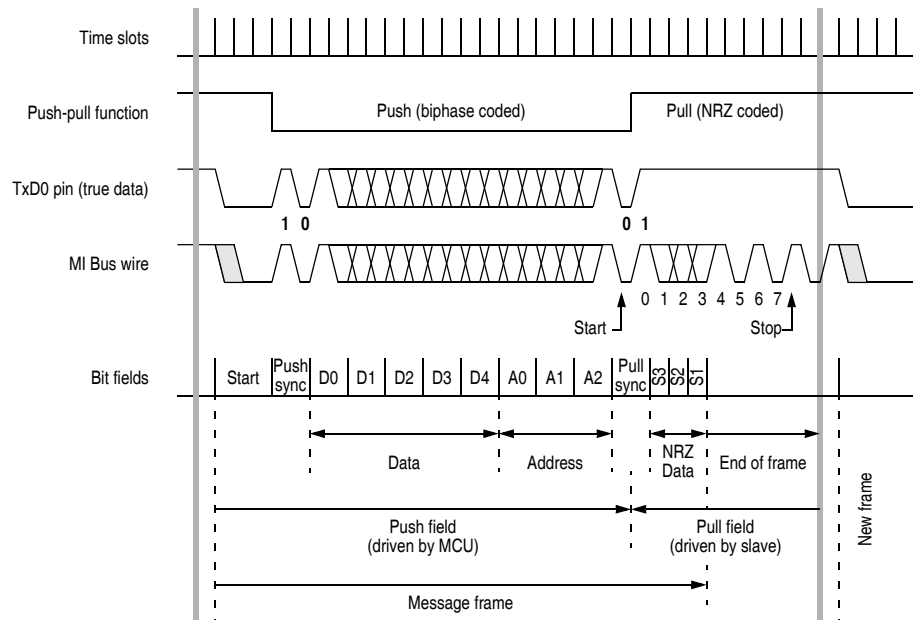 Time slots
Push-pull function
Push (biphase coded)
Pull (NRZ coded)
TxD0 pin (true data)
1 0
0 1
MI Bus wire
0 1 2 3 4 5 6 7
Start
Stop
Bit fields
Start
Push
sync
D0
D1
D2
D3
D4
A0
A1
A2
Pull
sync
S3
S2
S1
Data
Address
NRZ
Data
End of frame
Push field
(driven by MCU)
Pull field
(driven by slave)
New frame
Message frame